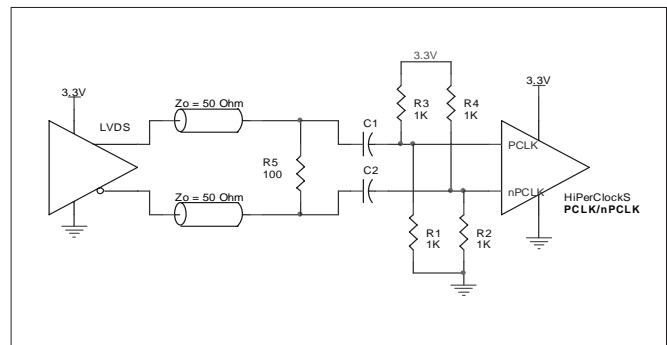 3.3V
3.3V
3.3V
Zo = 50 Ohm
LVDS
C1
R3
1K
R4
1K
PCLK
R5
100
C2
nPCLK
Zo = 50 Ohm
HiPerClockS
PCLK/nPCLK
R1
1K
R2
1K